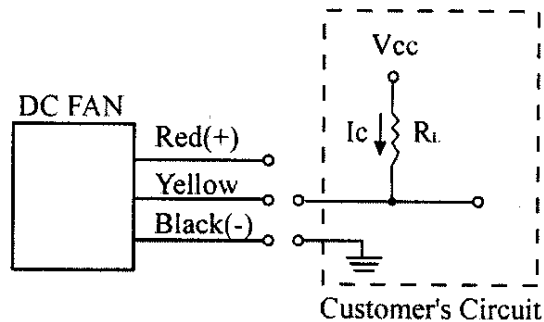 Vcc
DC FAN
Red(+)
Ic
RL
Yellow
Black(-)
Customer's Circuit